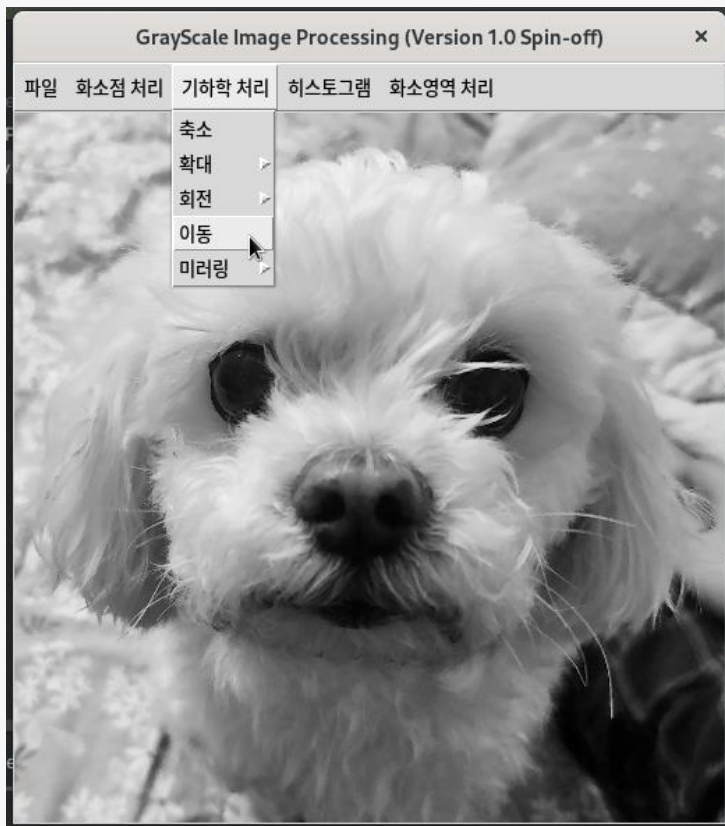 GrayScale Image Processing (Version 1.0 Spin-off) ×
파일 화소점 처리 기하학 처리 히스토그램 화소영역 처리
축소
확대
회전
이동
미러링